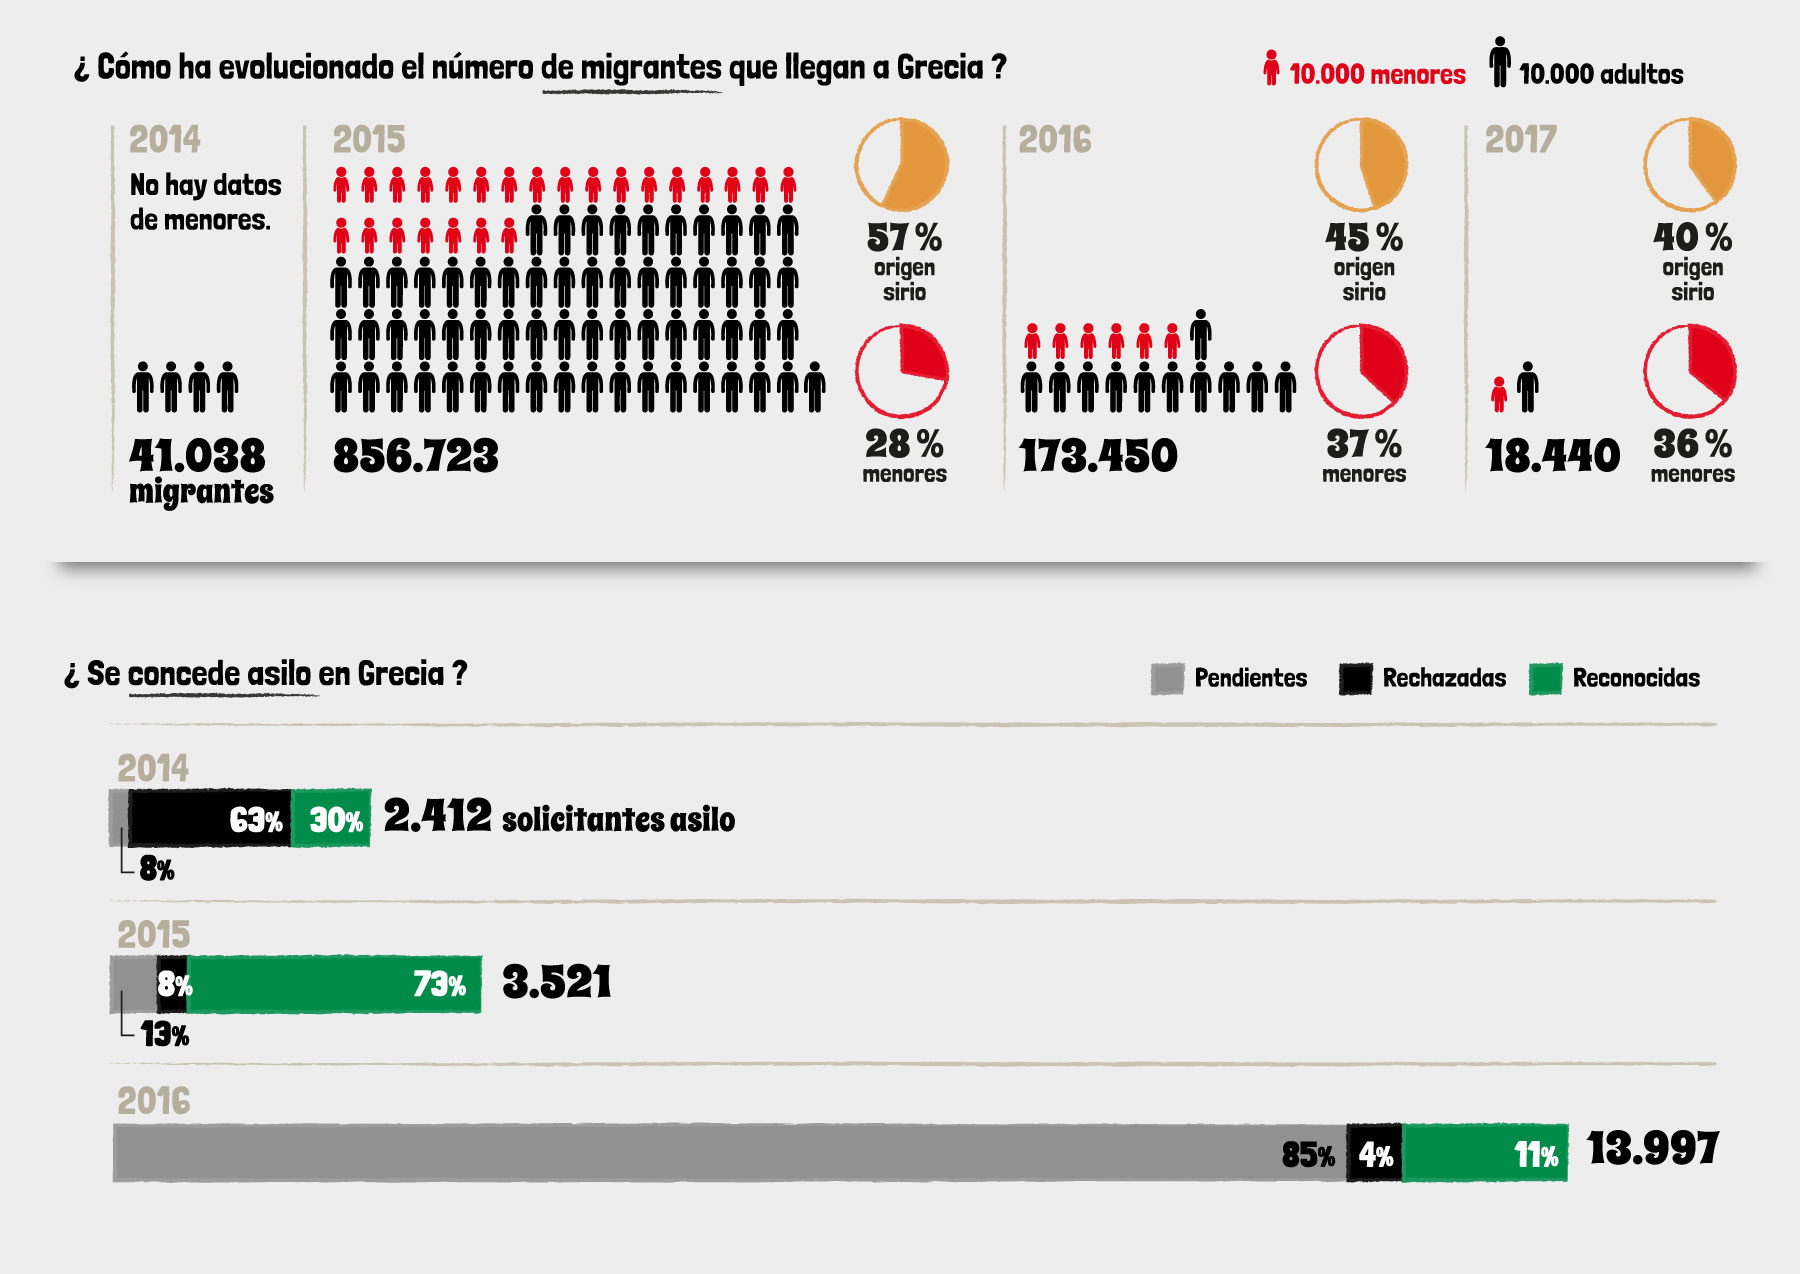 ¿ Cómo ha evolucionado el número de migrantes que llegan a Grecia ?
10.000 menores
10.000 adultos
2014
No hay datos
de menores.
41.038
migrantes
2015
856.723
57 %
origen
sirio
28 %
menores
2016
173.450
45 %
origen
sirio
37 %
menores
2017
18.440
40 %
origen
sirio
36 %
menores
¿ Se concede asilo en Grecia ?
Pendientes
Rechazadas
Reconocidas
2014
63%
30%
2.412 solicitantes asilo
8%
2015
8%
73%
3.521
13%
2016
85%
4%
11%
13.997